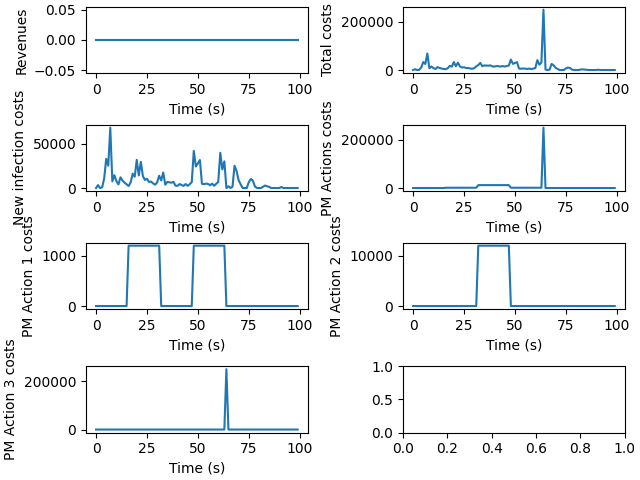 Revenues
0.05
0.00
−0.05
0 25 50 75 100
Time (s)
Total costs
200000
0
0 25 50 75 100
Time (s)
New infection costs
50000
0
0 25 50 75 100
Time (s)
PM Actions costs
200000
0
0 25 50 75 100
Time (s)
PM Action 1 costs
1000
0
0 25 50 75 100
Time (s)
PM Action 2 costs
10000
0
0 25 50 75 100
Time (s)
PM Action 3 costs
200000
0
0 25 50 75 100
Time (s)
1.0
0.5
0.0
0.0 0.2 0.4 0.6 0.8 1.0